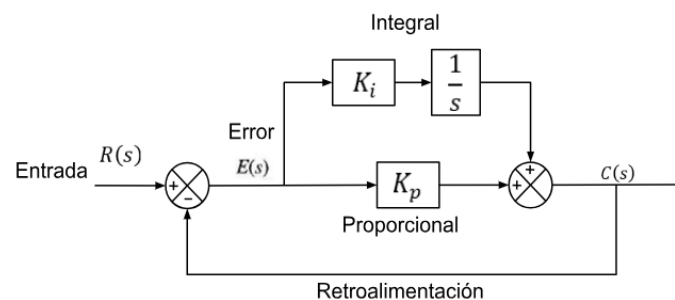 Integral
K_i
1/s
Error
Entrada
R(s)
E(s)
+
−
K_p
+
+
C(s)
Proporcional
Retroalimentación